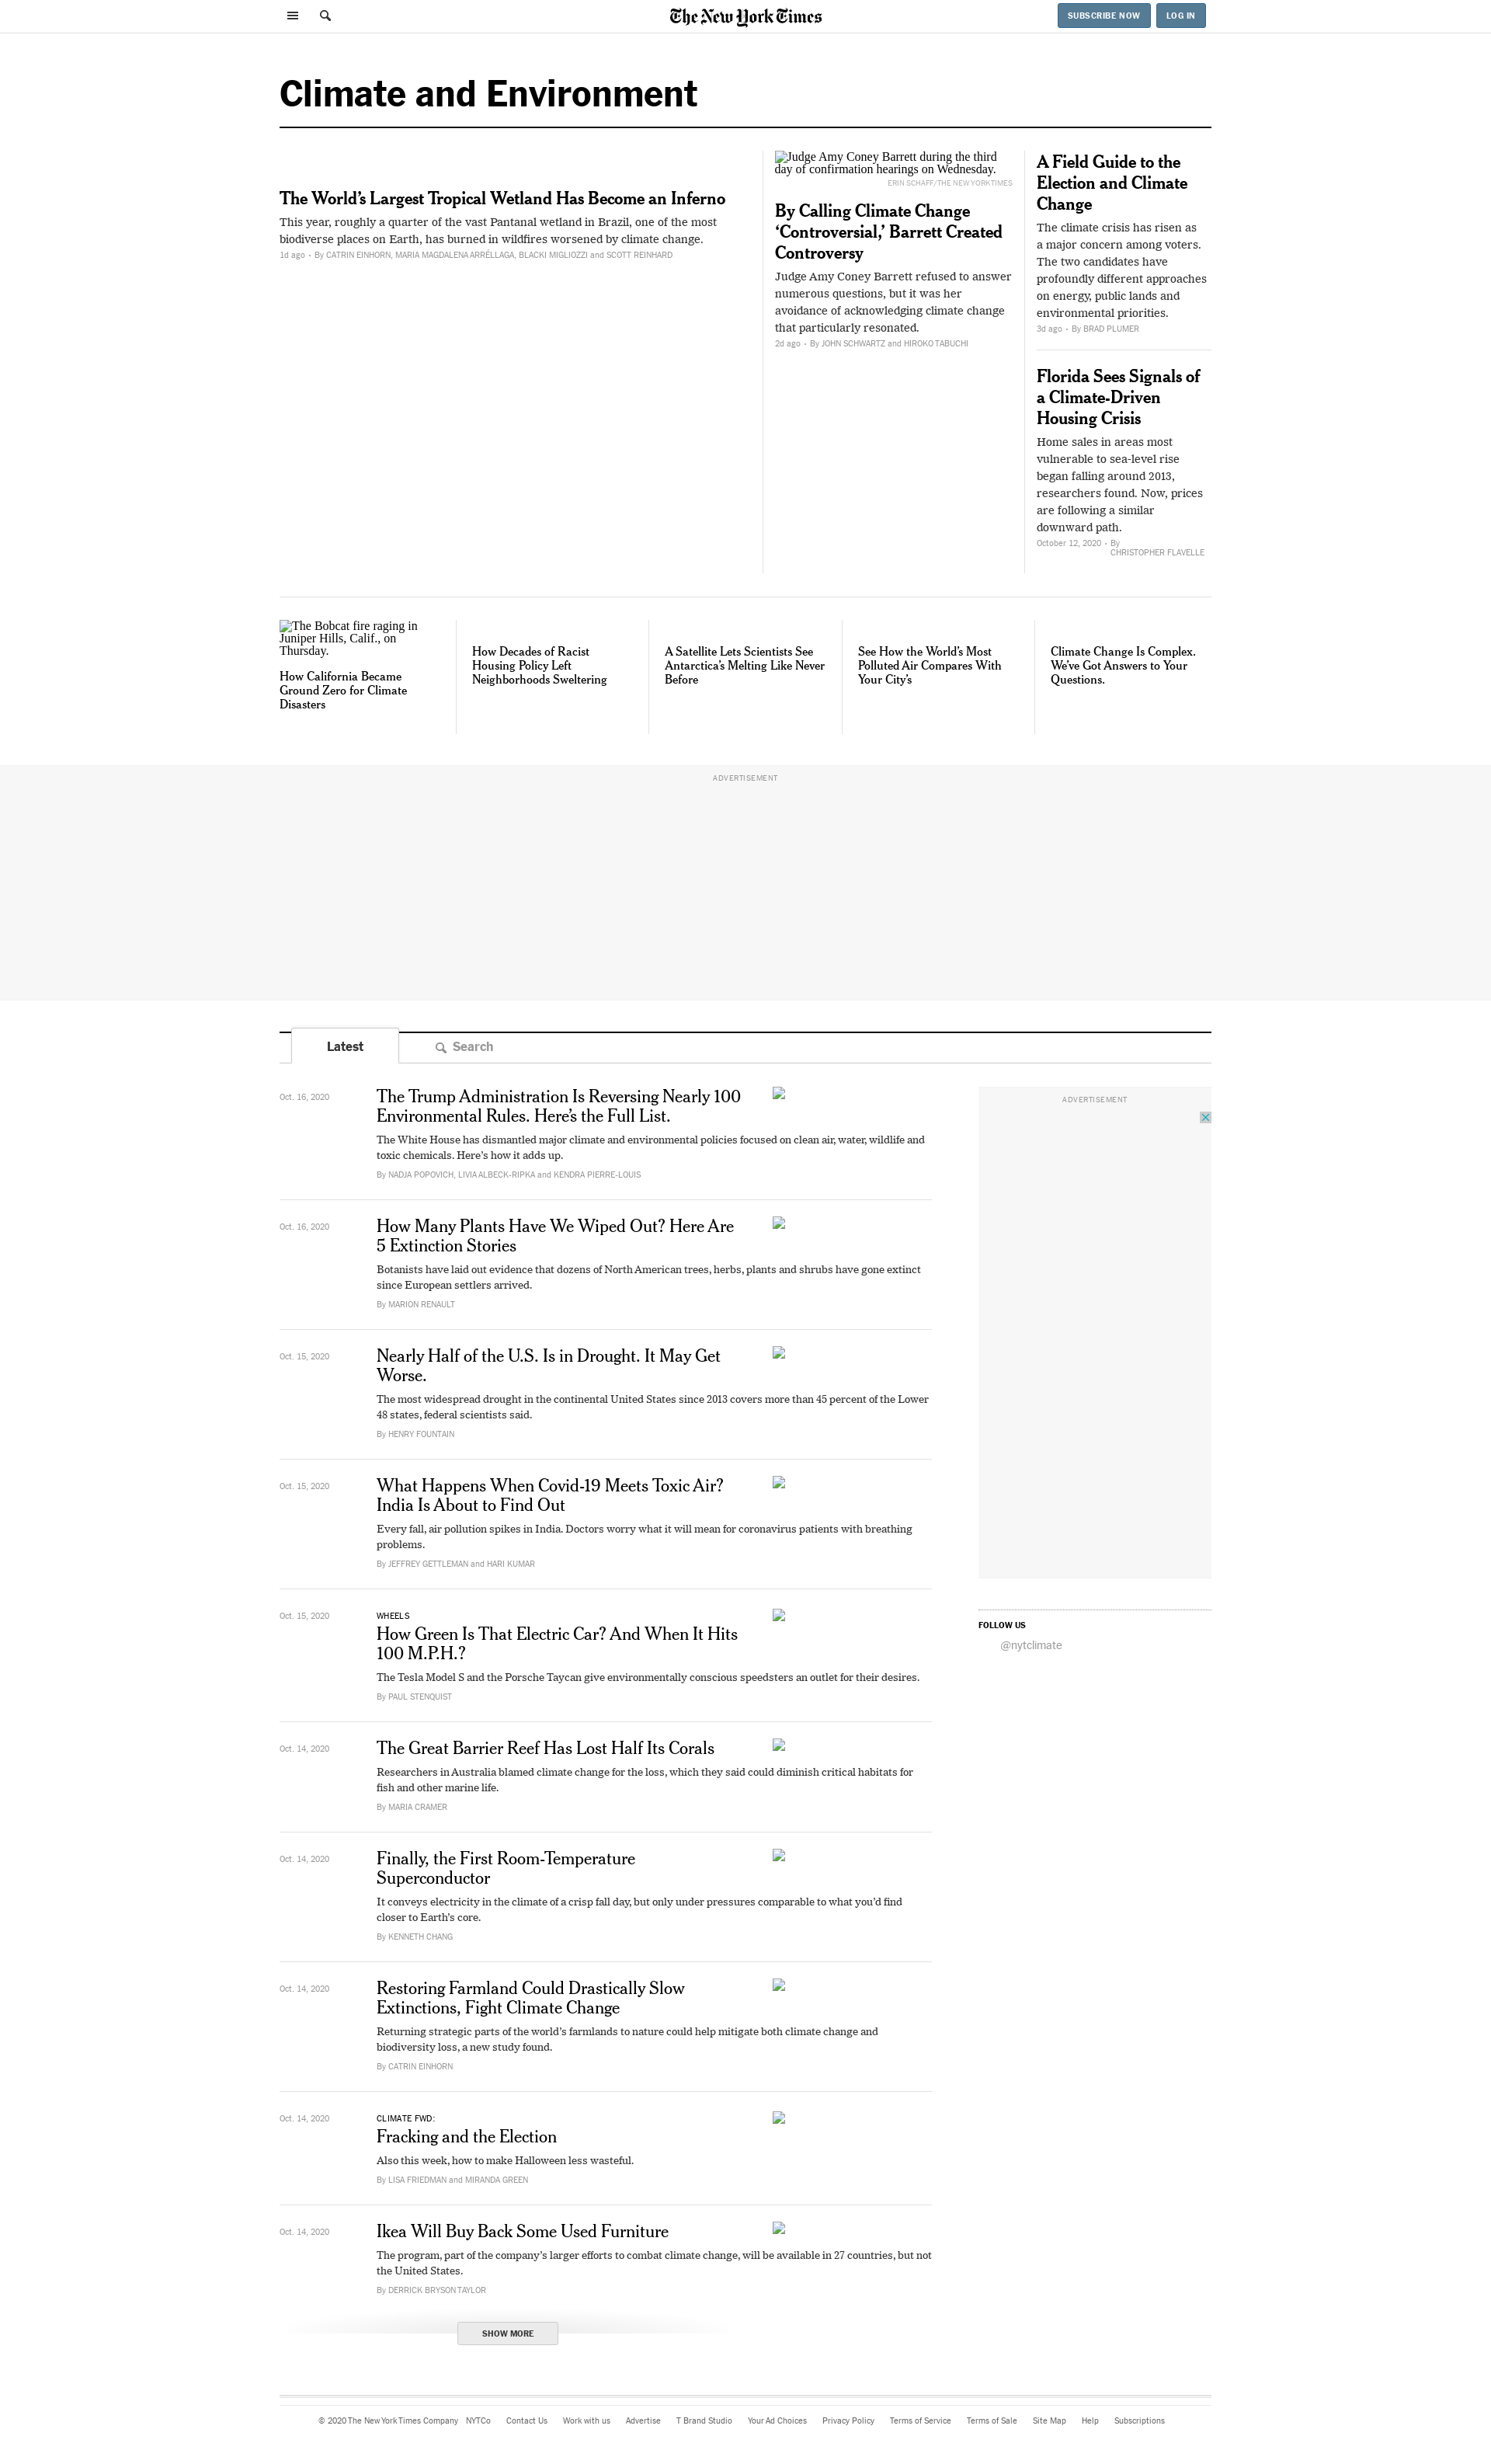 The New York Times
SUBSCRIBE NOW
LOG IN
Climate and Environment
The World’s Largest Tropical Wetland Has Become an Inferno
This year, roughly a quarter of the vast Pantanal wetland in Brazil, one of the most
biodiverse places on Earth, has burned in wildfires worsened by climate change.
1d ago • By CATRIN EINHORN, MARIA MAGDALENA ARRÉLLAGA, BLACKI MIGLIOZZI and SCOTT REINHARD
Judge Amy Coney Barrett during the third
day of confirmation hearings on Wednesday.
ERIN SCHAFF/THE NEW YORK TIMES
By Calling Climate Change
‘Controversial,’ Barrett Created
Controversy
Judge Amy Coney Barrett refused to answer
numerous questions, but it was her
avoidance of acknowledging climate change
that particularly resonated.
2d ago • By JOHN SCHWARTZ and HIROKO TABUCHI
A Field Guide to the
Election and Climate
Change
The climate crisis has risen as
a major concern among voters.
The two candidates have
profoundly different approaches
on energy, public lands and
environmental priorities.
3d ago • By BRAD PLUMER
Florida Sees Signals of
a Climate-Driven
Housing Crisis
Home sales in areas most
vulnerable to sea-level rise
began falling around 2013,
researchers found. Now, prices
are following a similar
downward path.
October 12, 2020 • By
CHRISTOPHER FLAVELLE
The Bobcat fire raging in
Juniper Hills, Calif., on
Thursday.
How California Became
Ground Zero for Climate
Disasters
How Decades of Racist
Housing Policy Left
Neighborhoods Sweltering
A Satellite Lets Scientists See
Antarctica’s Melting Like Never
Before
See How the World’s Most
Polluted Air Compares With
Your City’s
Climate Change Is Complex.
We’ve Got Answers to Your
Questions.
ADVERTISEMENT
Latest
Search
Oct. 16, 2020
The Trump Administration Is Reversing Nearly 100
Environmental Rules. Here’s the Full List.
The White House has dismantled major climate and environmental policies focused on clean air, water, wildlife and
toxic chemicals. Here’s how it adds up.
By NADJA POPOVICH, LIVIA ALBECK-RIPKA and KENDRA PIERRE-LOUIS
Oct. 16, 2020
How Many Plants Have We Wiped Out? Here Are
5 Extinction Stories
Botanists have laid out evidence that dozens of North American trees, herbs, plants and shrubs have gone extinct
since European settlers arrived.
By MARION RENAULT
Oct. 15, 2020
Nearly Half of the U.S. Is in Drought. It May Get
Worse.
The most widespread drought in the continental United States since 2013 covers more than 45 percent of the Lower
48 states, federal scientists said.
By HENRY FOUNTAIN
Oct. 15, 2020
What Happens When Covid-19 Meets Toxic Air?
India Is About to Find Out
Every fall, air pollution spikes in India. Doctors worry what it will mean for coronavirus patients with breathing
problems.
By JEFFREY GETTLEMAN and HARI KUMAR
Oct. 15, 2020
WHEELS
How Green Is That Electric Car? And When It Hits
100 M.P.H.?
The Tesla Model S and the Porsche Taycan give environmentally conscious speedsters an outlet for their desires.
By PAUL STENQUIST
Oct. 14, 2020
The Great Barrier Reef Has Lost Half Its Corals
Researchers in Australia blamed climate change for the loss, which they said could diminish critical habitats for
fish and other marine life.
By MARIA CRAMER
Oct. 14, 2020
Finally, the First Room-Temperature
Superconductor
It conveys electricity in the climate of a crisp fall day, but only under pressures comparable to what you’d find
closer to Earth’s core.
By KENNETH CHANG
Oct. 14, 2020
Restoring Farmland Could Drastically Slow
Extinctions, Fight Climate Change
Returning strategic parts of the world’s farmlands to nature could help mitigate both climate change and
biodiversity loss, a new study found.
By CATRIN EINHORN
Oct. 14, 2020
CLIMATE FWD:
Fracking and the Election
Also this week, how to make Halloween less wasteful.
By LISA FRIEDMAN and MIRANDA GREEN
Oct. 14, 2020
Ikea Will Buy Back Some Used Furniture
The program, part of the company’s larger efforts to combat climate change, will be available in 27 countries, but not
the United States.
By DERRICK BRYSON TAYLOR
SHOW MORE
ADVERTISEMENT
FOLLOW US
@nytclimate
© 2020 The New York Times Company NYTCo Contact Us Work with us Advertise T Brand Studio Your Ad Choices Privacy Policy Terms of Service Terms of Sale Site Map Help Subscriptions